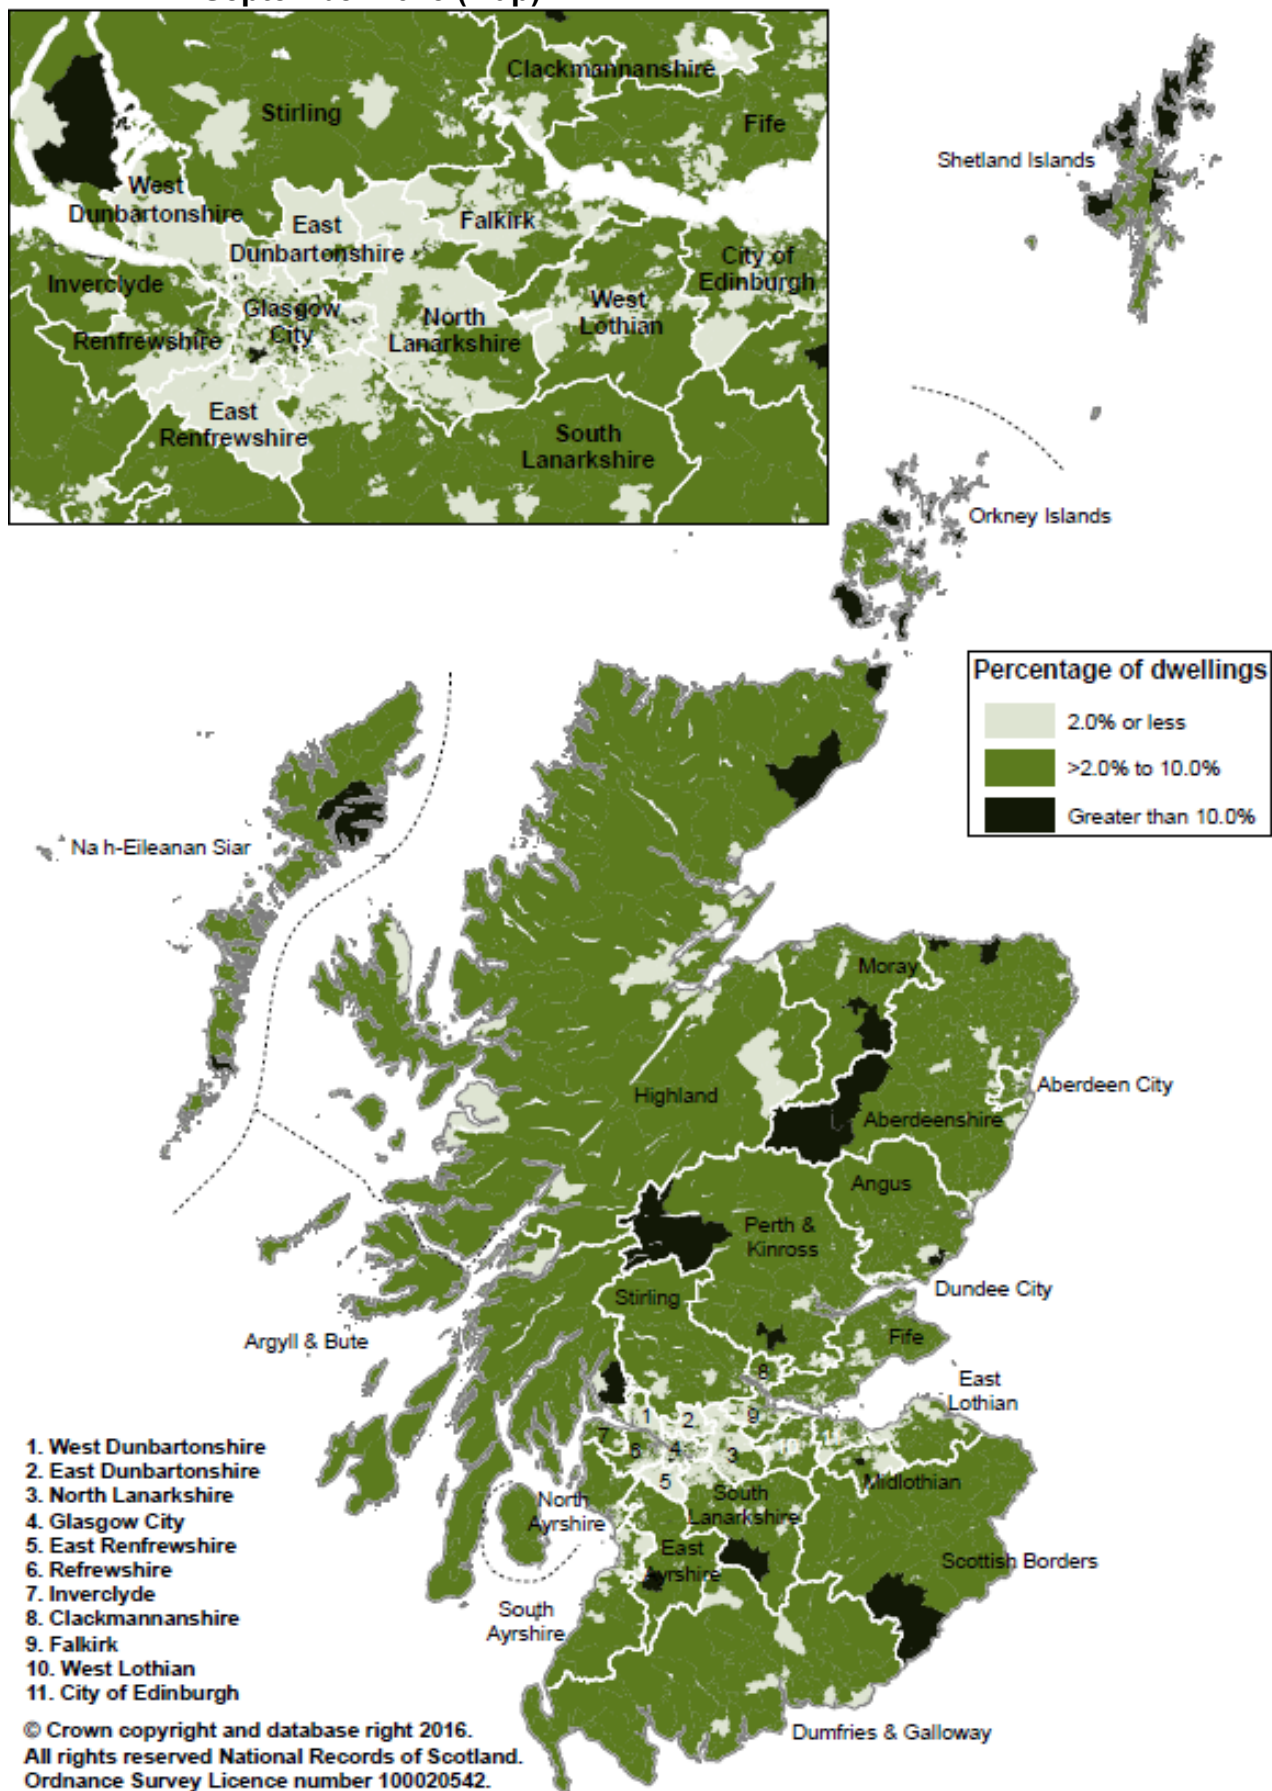 Clackmannanshire
Stirling
Fife
West
Dunbartonshire
East
Dunbartonshire
Falkirk
City of
Edinburgh
Inverclyde
Glasgow
City
West
Lothian
North
Lanarkshire
Renfrewshire
East
Renfrewshire
South
Lanarkshire
Shetland Islands
Orkney Islands
Percentage of dwellings
2.0% or less
>2.0% to 10.0%
Greater than 10.0%
Na h-Eileanan Siar
Moray
Highland
Aberdeen City
Aberdeenshire
Angus
Perth &
Kinross
Dundee City
Stirling
Fife
Argyll & Bute
8
East
Lothian
1
2
9
7
6
4
3
10
11
5
Midlothian
North
Ayrshire
South
Lanarkshire
East
Ayrshire
Scottish Borders
South
Ayrshire
Dumfries & Galloway
1. West Dunbartonshire
2. East Dunbartonshire
3. North Lanarkshire
4. Glasgow City
5. East Renfrewshire
6. Refrewshire
7. Inverclyde
8. Clackmannanshire
9. Falkirk
10. West Lothian
11. City of Edinburgh
© Crown copyright and database right 2016.
All rights reserved National Records of Scotland.
Ordnance Survey Licence number 100020542.